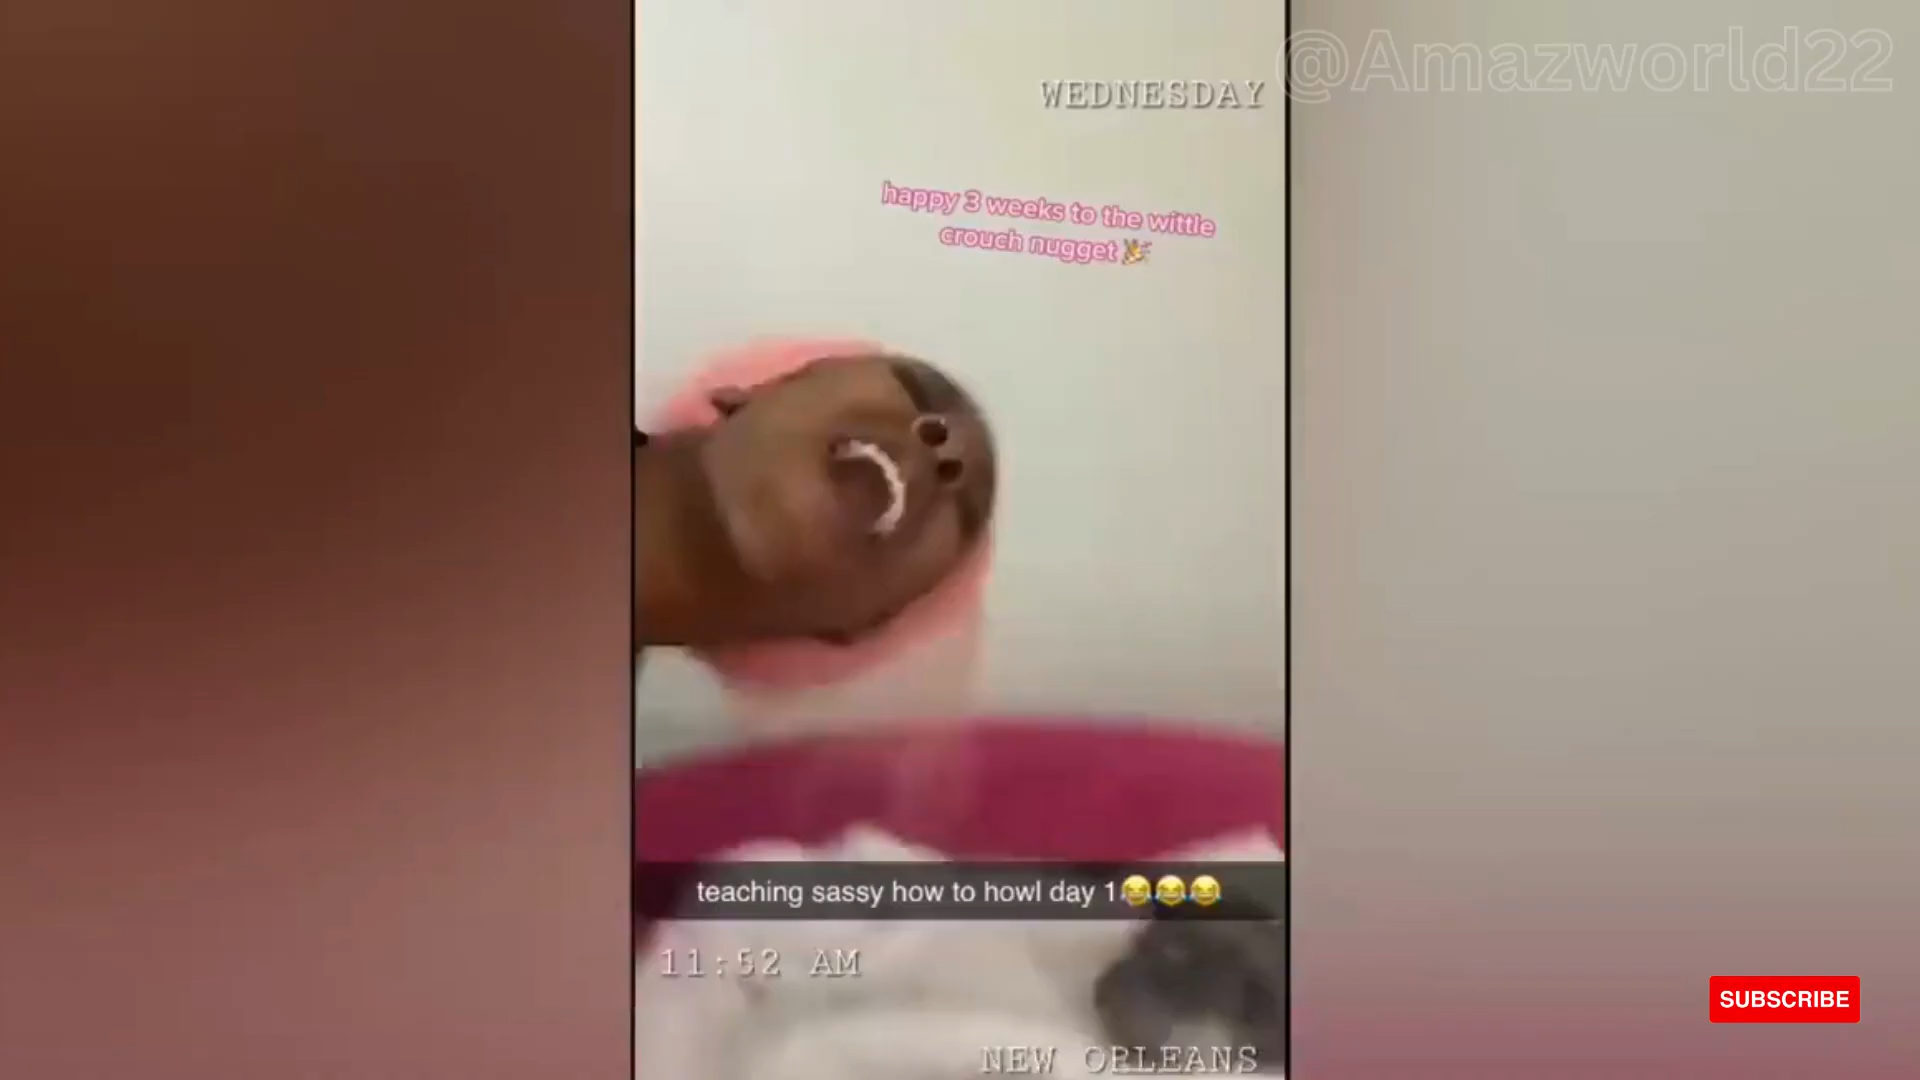 @Amazworld22
WEDNESDAY
happy 3 weeks to the wittle
crouch nugget 🎉
teaching sassy how to howl day 1😂😂😂
11:52 AM
NEW ORLEANS
SUBSCRIBE